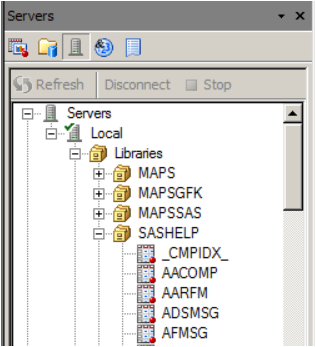 Servers
Refresh Disconnect Stop
Servers
Local
Libraries
MAPS
MAPSGFK
MAPSSAS
SASHELP
_CMPIDX_
AACOMP
AARFM
ADSMSG
AFMSG